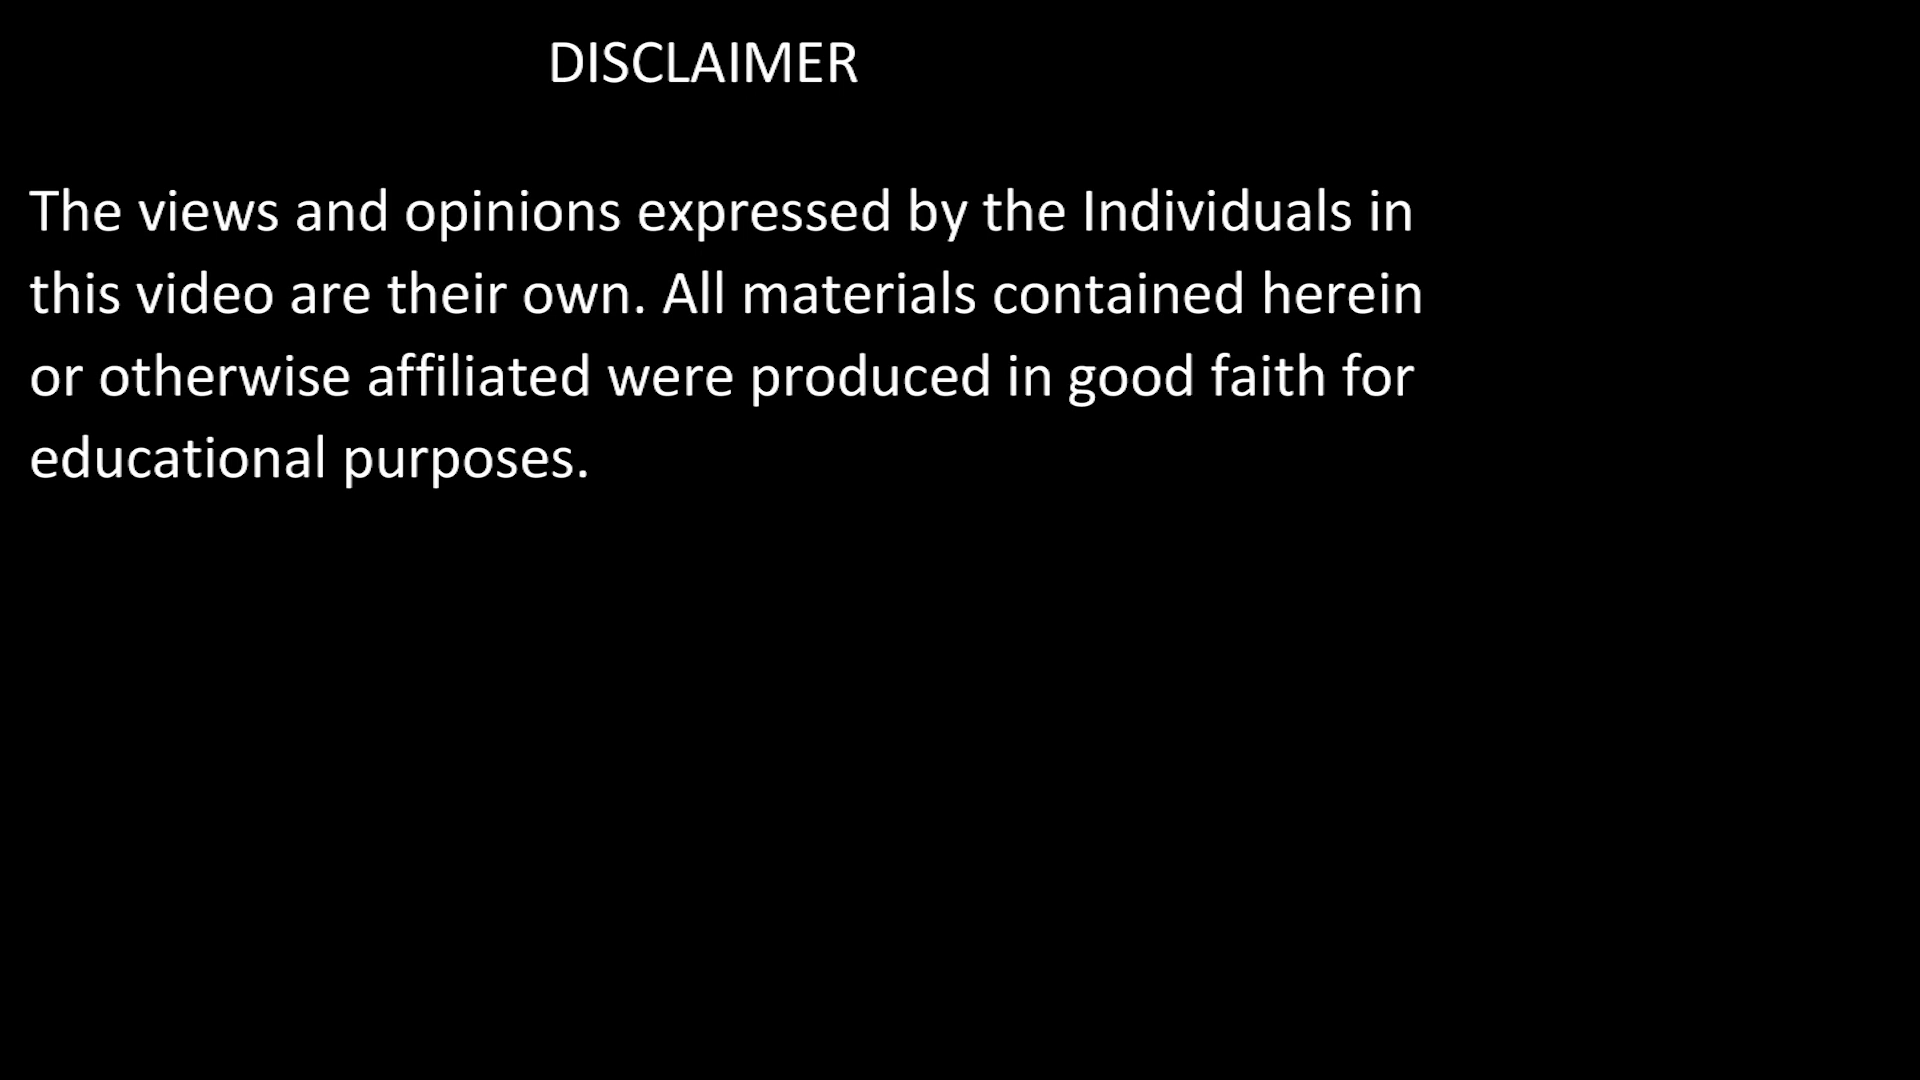 DISCLAIMER
The views and opinions expressed by the Individuals in
this video are their own. All materials contained herein
or otherwise affiliated were produced in good faith for
educational purposes.